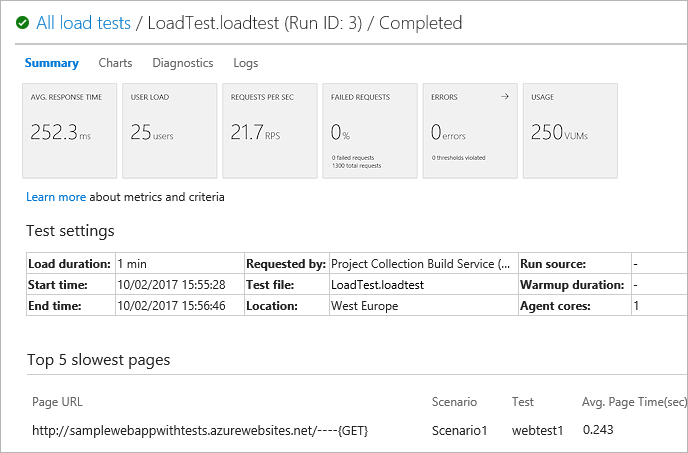 All load tests / LoadTest.loadtest (Run ID: 3) / Completed
Summary Charts Diagnostics Logs
AVG. RESPONSE TIME USER LOAD REQUESTS PER SEC FAILED REQUESTS ERRORS → USAGE
252.3 ms 25 users 21.7 RPS 0 % 0 errors 250 VUMs
0 failed requests 0 thresholds violated
1300 total requests
Learn more about metrics and criteria
Test settings
Load duration: 1 min Requested by: Project Collection Build Service (... Run source: -
Start time: 10/02/2017 15:55:28 Test file: LoadTest.loadtest Warmup duration: -
End time: 10/02/2017 15:56:46 Location: West Europe Agent cores: 1
Top 5 slowest pages
Page URL Scenario Test Avg. Page Time(sec)
http://samplewebappwithtests.azurewebsites.net/----{GET} Scenario1 webtest1 0.243